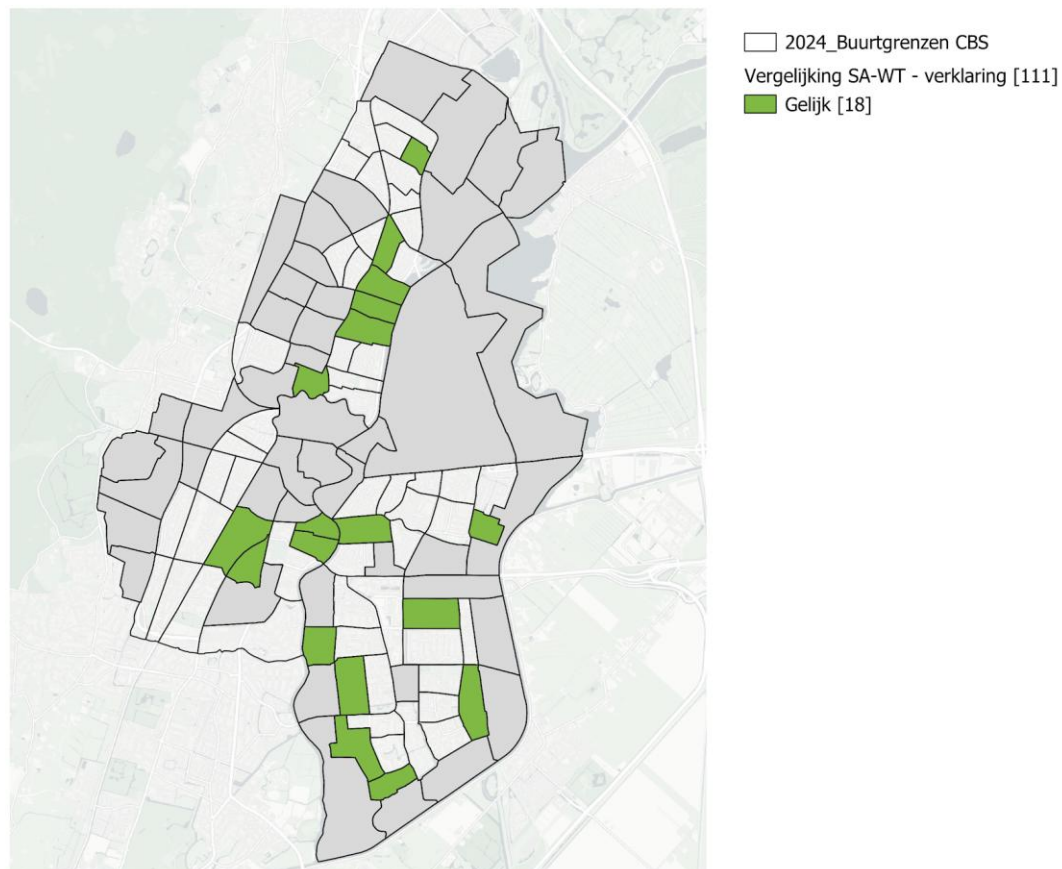 2024_Buurtgrenzen CBS
Vergelijking SA-WT - verklaring [111]
Gelijk [18]